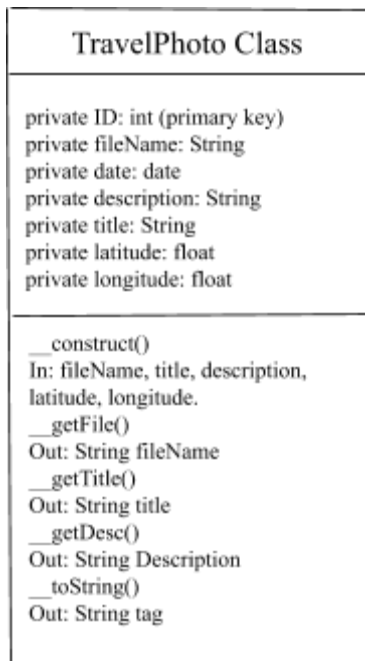 TravelPhoto Class
private ID: int (primary key)
private fileName: String
private date: date
private description: String
private title: String
private latitude: float
private longitude: float
__construct()
In: fileName, title, description,
latitude, longitude.
__getFile()
Out: String fileName
__getTitle()
Out: String title
__getDesc()
Out: String Description
__toString()
Out: String tag